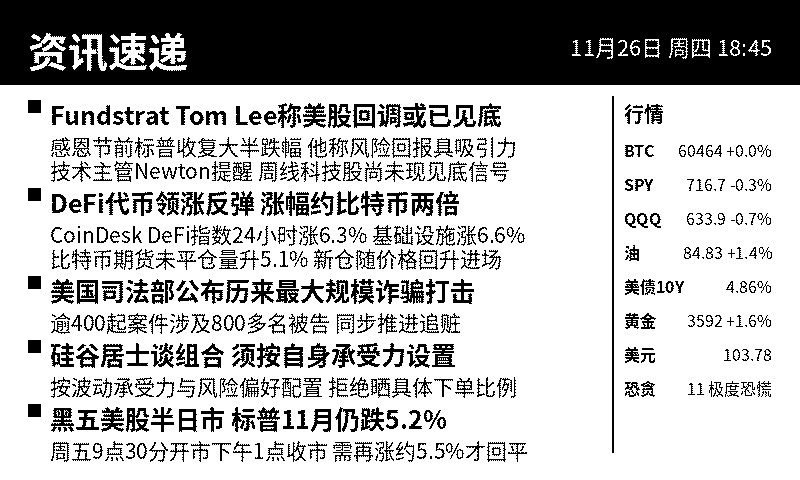 资讯速递
11月26日 周四 18:45
Fundstrat Tom Lee称美股回调或已见底
感恩节前标普收复大半跌幅 他称风险回报具吸引力
技术主管Newton提醒 周线科技股尚未现见底信号
DeFi代币领涨反弹 涨幅约比特币两倍
CoinDesk DeFi指数24小时涨6.3% 基础设施涨6.6%
比特币期货未平仓量升5.1% 新仓随价格回升进场
美国司法部公布历来最大规模诈骗打击
逾400起案件涉及800多名被告 同步推进追赃
硅谷居士谈组合 须按自身承受力设置
按波动承受力与风险偏好配置 拒绝晒具体下单比例
黑五美股半日市 标普11月仍跌5.2%
周五9点30分开市下午1点收市 需再涨约5.5%才回平
行情
BTC 60464 +0.0%
SPY 716.7 -0.3%
QQQ 633.9 -0.7%
油 84.83 +1.4%
美债10Y 4.86%
黄金 3592 +1.6%
美元 103.78
恐贪 11 极度恐慌